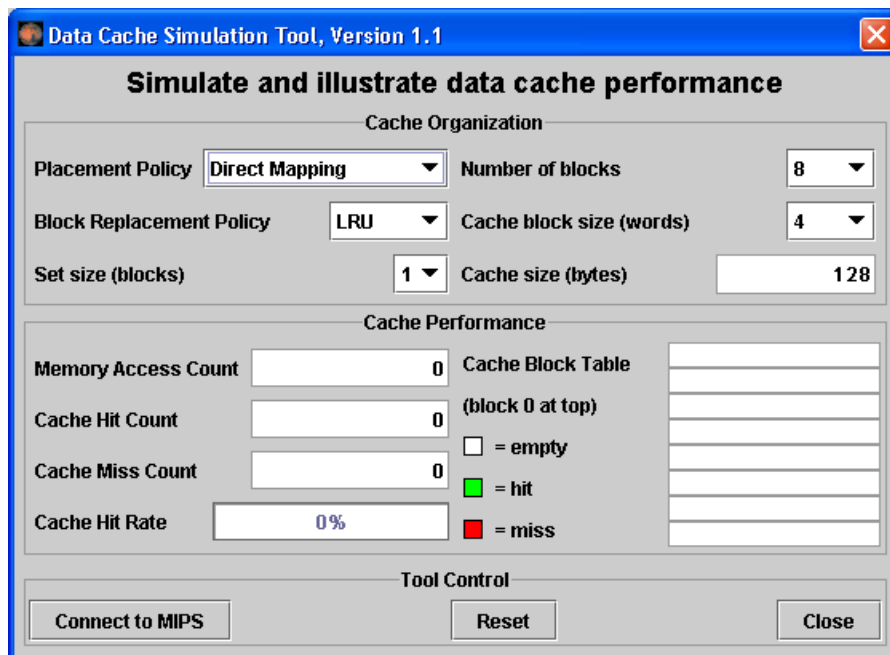 Data Cache Simulation Tool, Version 1.1
Simulate and illustrate data cache performance
Cache Organization
Placement Policy Direct Mapping Number of blocks 8
Block Replacement Policy LRU Cache block size (words) 4
Set size (blocks) 1 Cache size (bytes) 128
Cache Performance
Memory Access Count 0 Cache Block Table
(block 0 at top)
Cache Hit Count 0
= empty
Cache Miss Count 0
= hit
Cache Hit Rate 0%
= miss
Tool Control
Connect to MIPS Reset Close